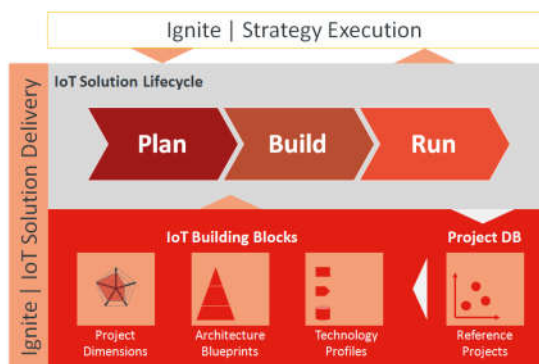 Ignite | Strategy Execution
Ignite | IoT Solution Delivery
IoT Solution Lifecycle
Plan
Build
Run
IoT Building Blocks
Project DB
Project
Dimensions
Architecture
Blueprints
Technology
Profiles
Reference
Projects